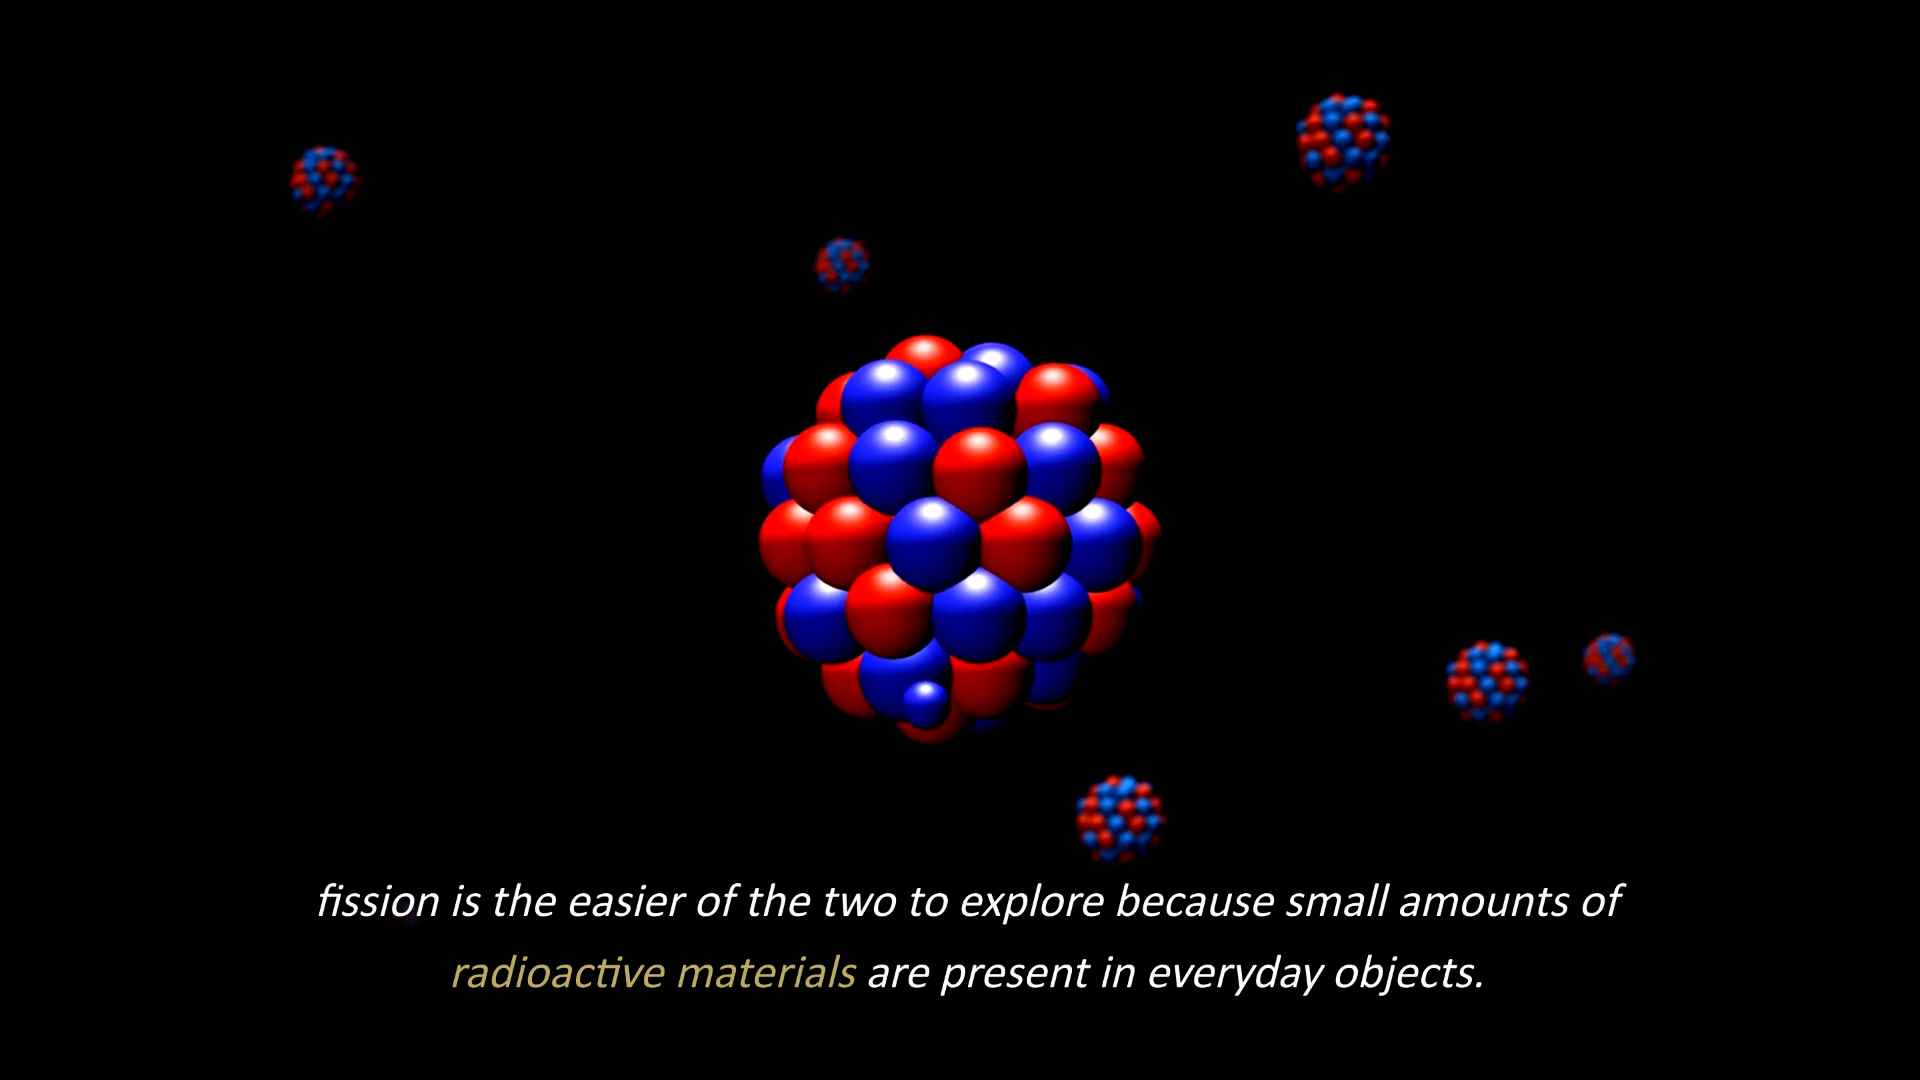 fission is the easier of the two to explore because small amounts of
radioactive materials are present in everyday objects.